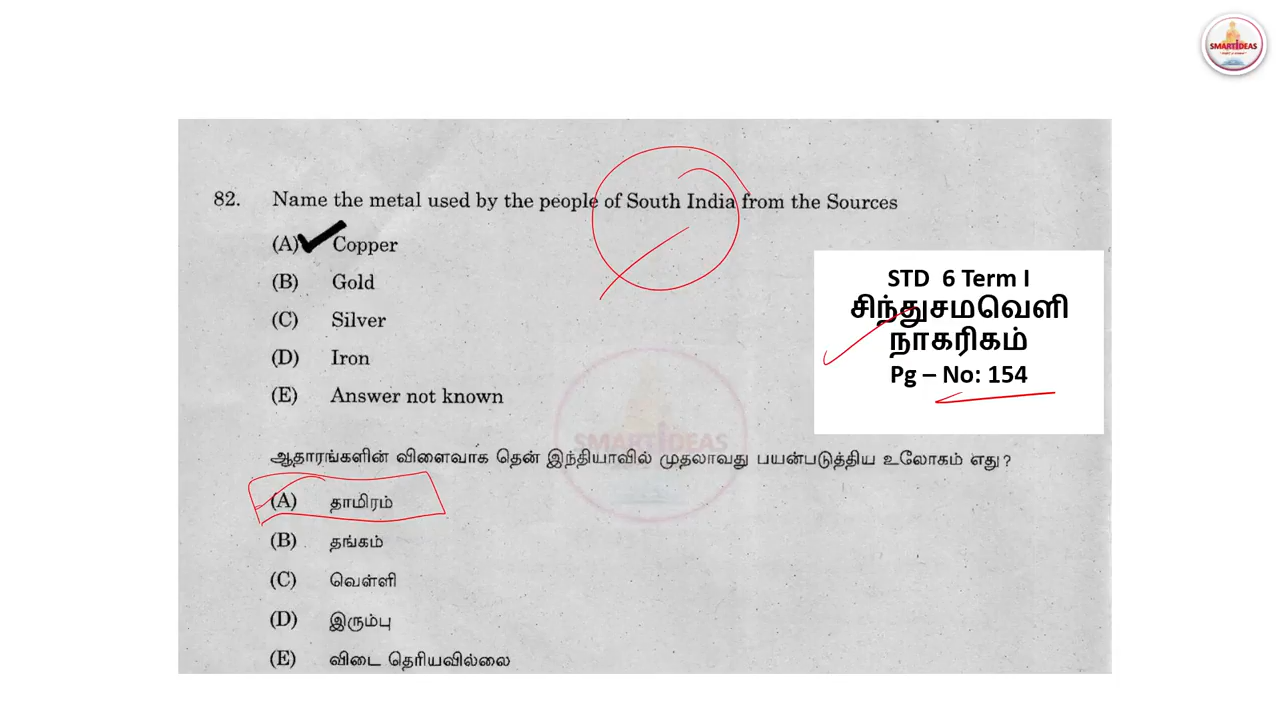 SMARTIDEAS
82. Name the metal used by the people of South India from the Sources
(A) Copper
(B) Gold
(C) Silver
(D) Iron
(E) Answer not known
STD 6 Term I
சிந்துசமவெளி
நாகரிகம்
Pg – No: 154
SMARTIDEAS
ஆதாரங்களின் விளைவாக தென் இந்தியாவில் முதலாவது பயன்படுத்திய உலோகம் எது?
(A) தாமிரம்
(B) தங்கம்
(C) வெள்ளி
(D) இரும்பு
(E) விடை தெரியவில்லை